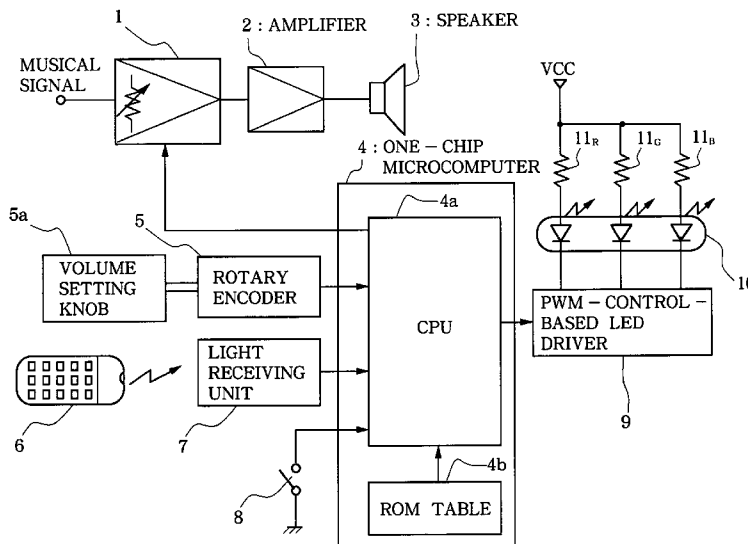 1
2 : AMPLIFIER
3 : SPEAKER
MUSICAL
SIGNAL
VCC
11R
11G
11B
4 : ONE-CHIP
MICROCOMPUTER
4a
5a
5
VOLUME
SETTING
KNOB
ROTARY
ENCODER
CPU
10
PWM-CONTROL-
BASED LED
DRIVER
LIGHT
RECEIVING
UNIT
6
7
9
8
4b
ROM TABLE